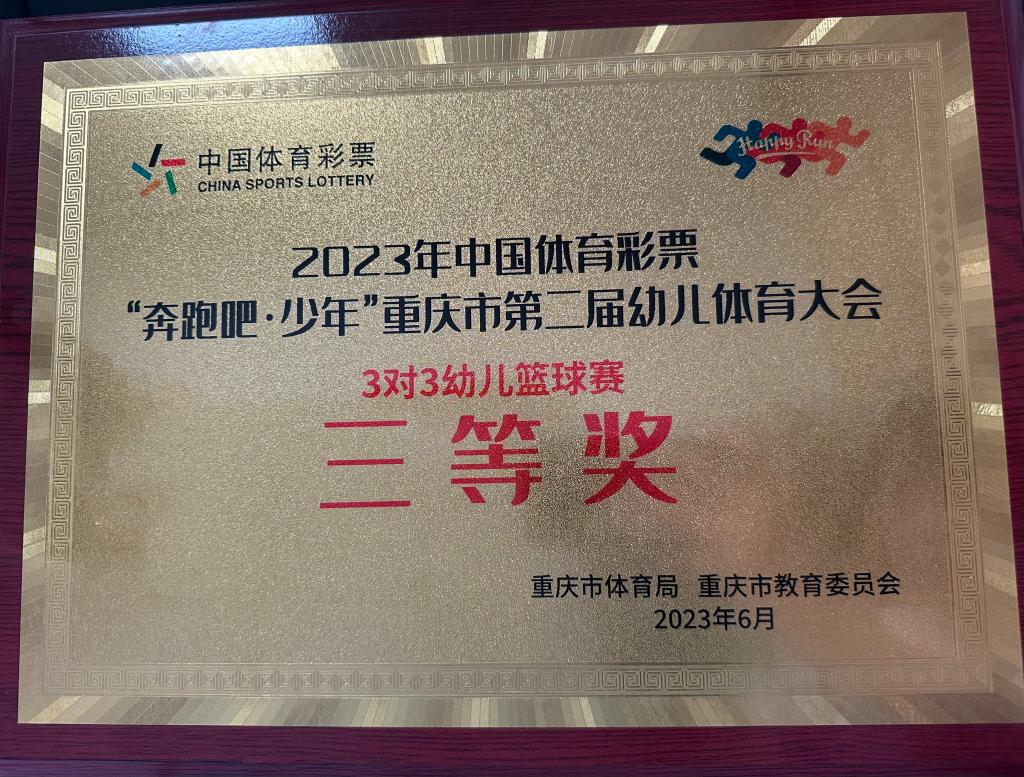 中国体育彩票
CHINA SPORTS LOTTERY
Happy Run
2023年中国体育彩票
“奔跑吧·少年”重庆市第二届幼儿体育大会
3对3幼儿篮球赛
三等奖
重庆市体育局 重庆市教育委员会
2023年6月